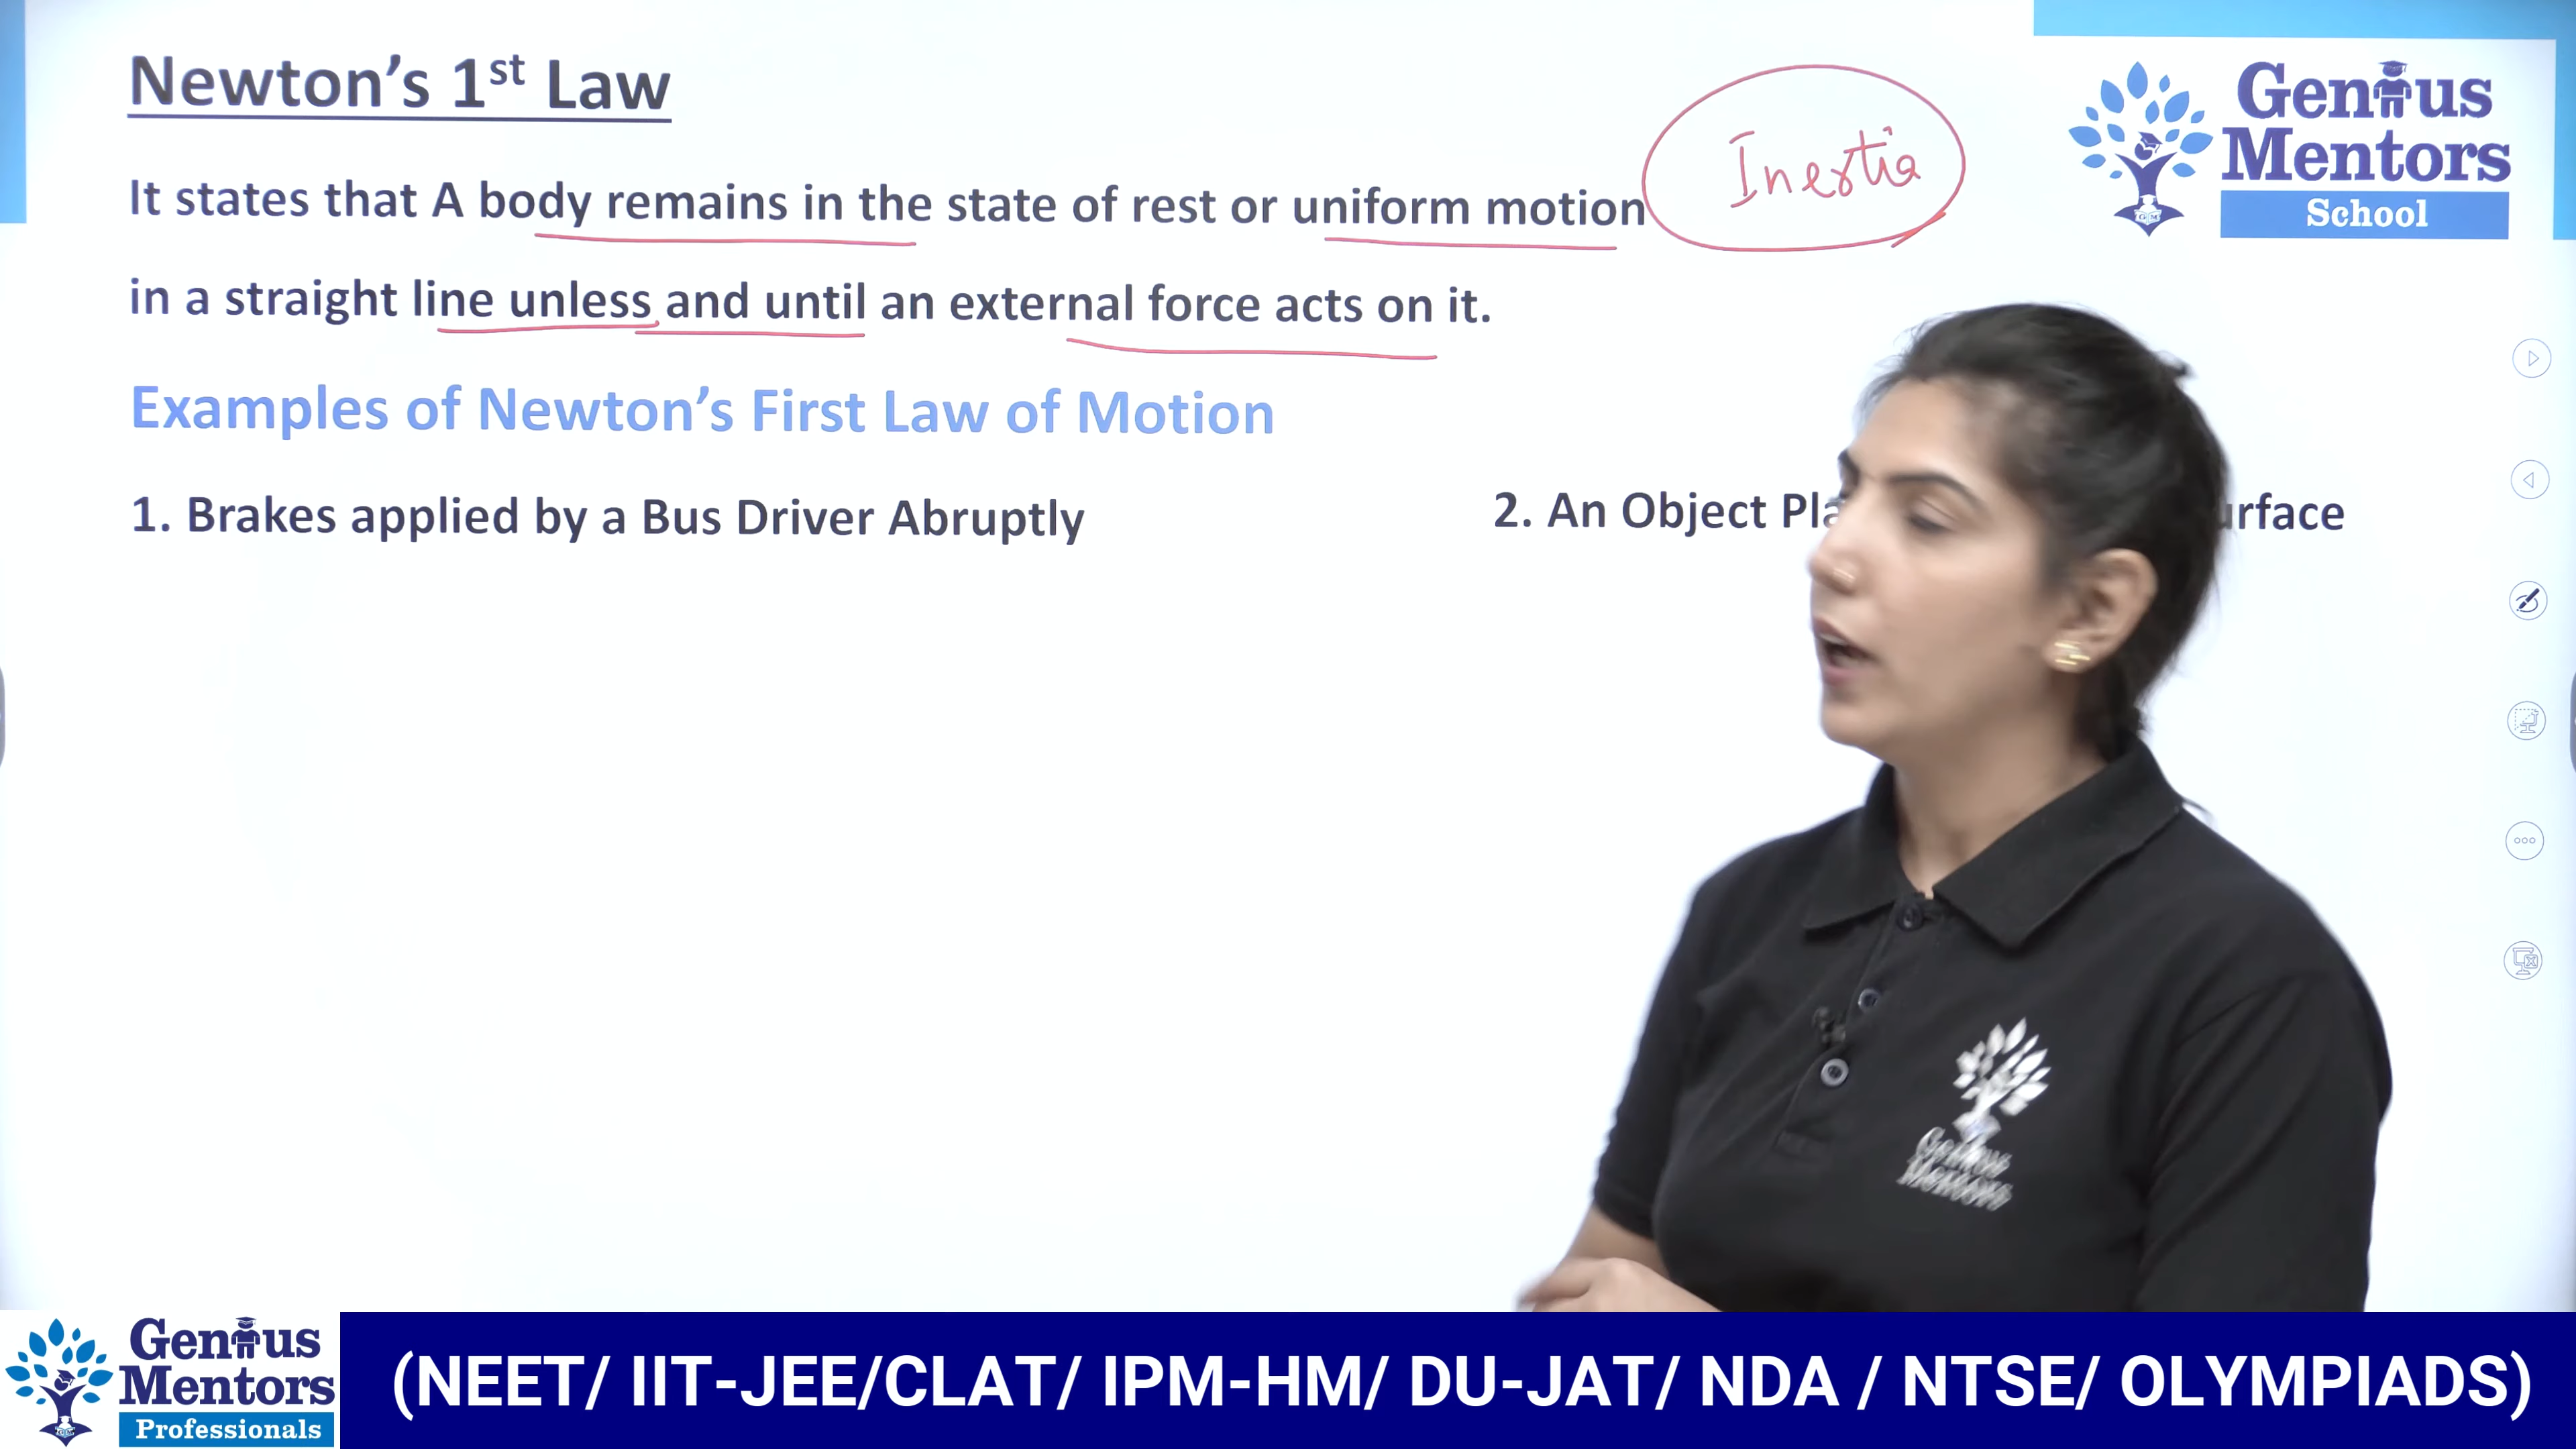 Newton's 1st Law
Inertia
Genius
Mentors
School
It states that A body remains in the state of rest or uniform motion
in a straight line unless and until an external force acts on it.
Examples of Newton's First Law of Motion
1. Brakes applied by a Bus Driver Abruptly
2. An Object
Genius
Mentors
Genius
Mentors
Professionals
(NEET/ IIT-JEE/CLAT/ IPM-HM/ DU-JAT/ NDA / NTSE/ OLYMPIADS)